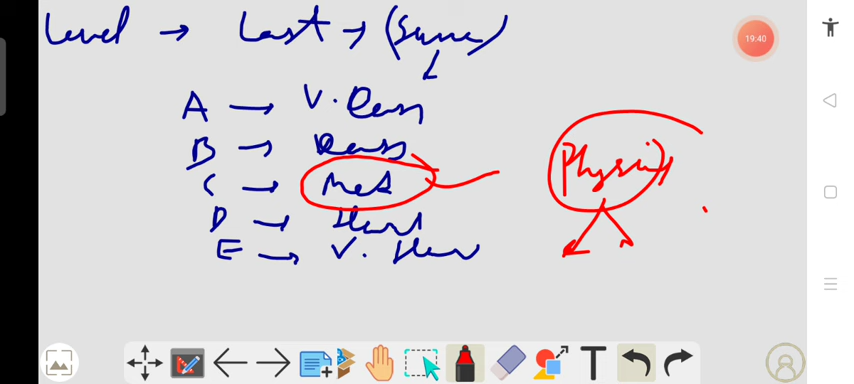 19:40
Level → Last → (Same)
A → V. Easy
B → Easy
C → Med
D → Hard
E → V. Hard
Physics
T